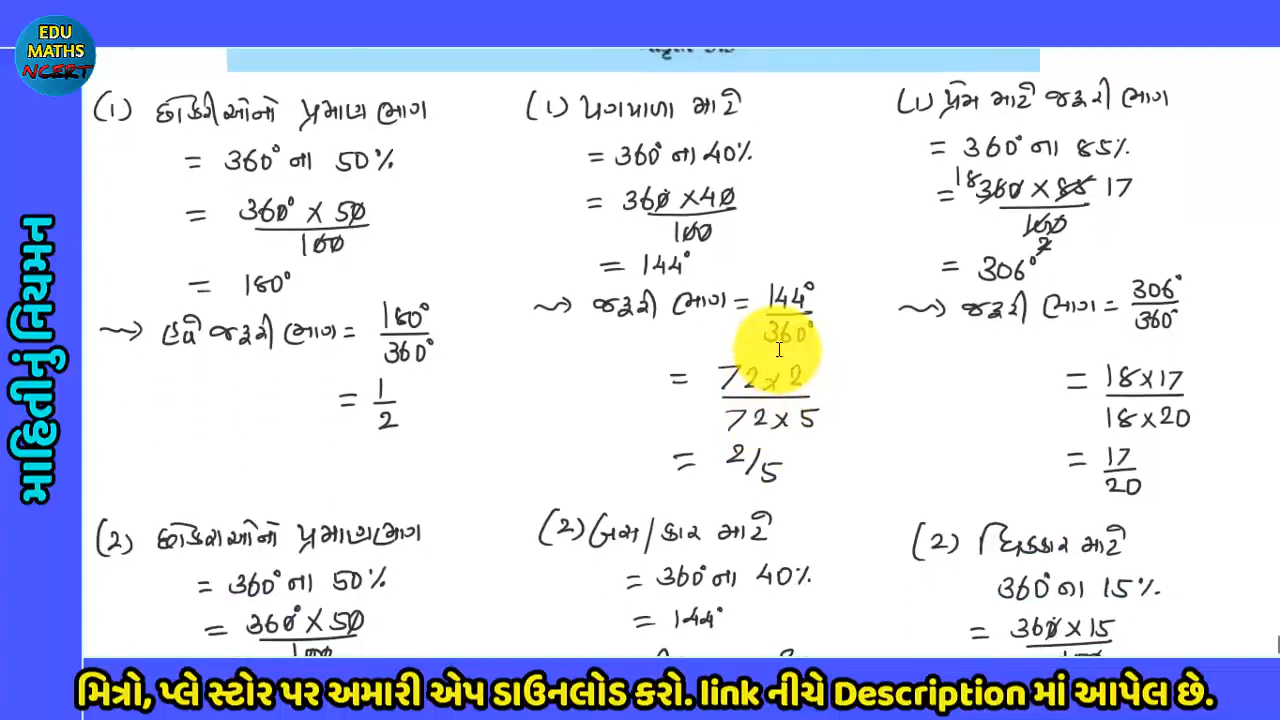 EDU
MATHS
NCERT
માહિતીનું નિયમન
(1) છોકરીઓનો પ્રમાણ ભાગ
= 360° ના 50%
= 360° × 50 / 100
= 180°
હવે જરૂરી ભાગ = 180° / 360°
= 1 / 2
(2) છોકરાઓનો પ્રમાણભાગ
= 360° ના 50%
= 360° × 50
(1) પગપાળા માટે
= 360° ના 40%
= 360 × 40 / 100
= 144°
જરૂરી ભાગ = 144° / 360°
= 72 × 2 / 72 × 5
= 2/5
(2) બસ / કાર માટે
= 360° ના 40%
= 144°
(1) પ્રેમ માટે જરૂરી ભાગ
= 360° ના 85%
= 18 360 × 85 17 / 100 2
= 306°
જરૂરી ભાગ = 306° / 360°
= 18 × 17 / 18 × 20
= 17 / 20
(2) ધિક્કાર માટે
360° ના 15%
= 360 × 15
મિત્રો, પ્લે સ્ટોર પર અમારી એપ ડાઉનલોડ કરો. link નીચે Description માં આપેલ છે.